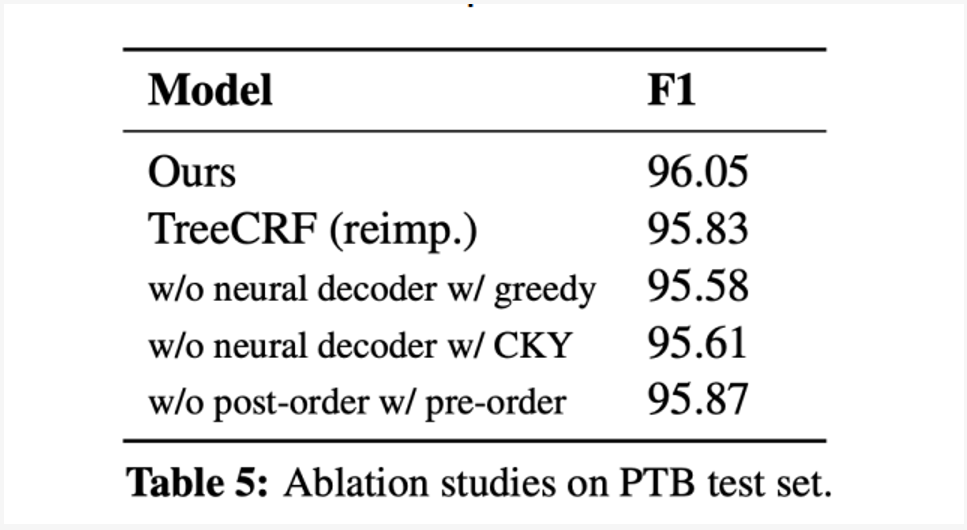 Model F1
Ours 96.05
TreeCRF (reimp.) 95.83
w/o neural decoder w/ greedy 95.58
w/o neural decoder w/ CKY 95.61
w/o post-order w/ pre-order 95.87
Table 5: Ablation studies on PTB test set.